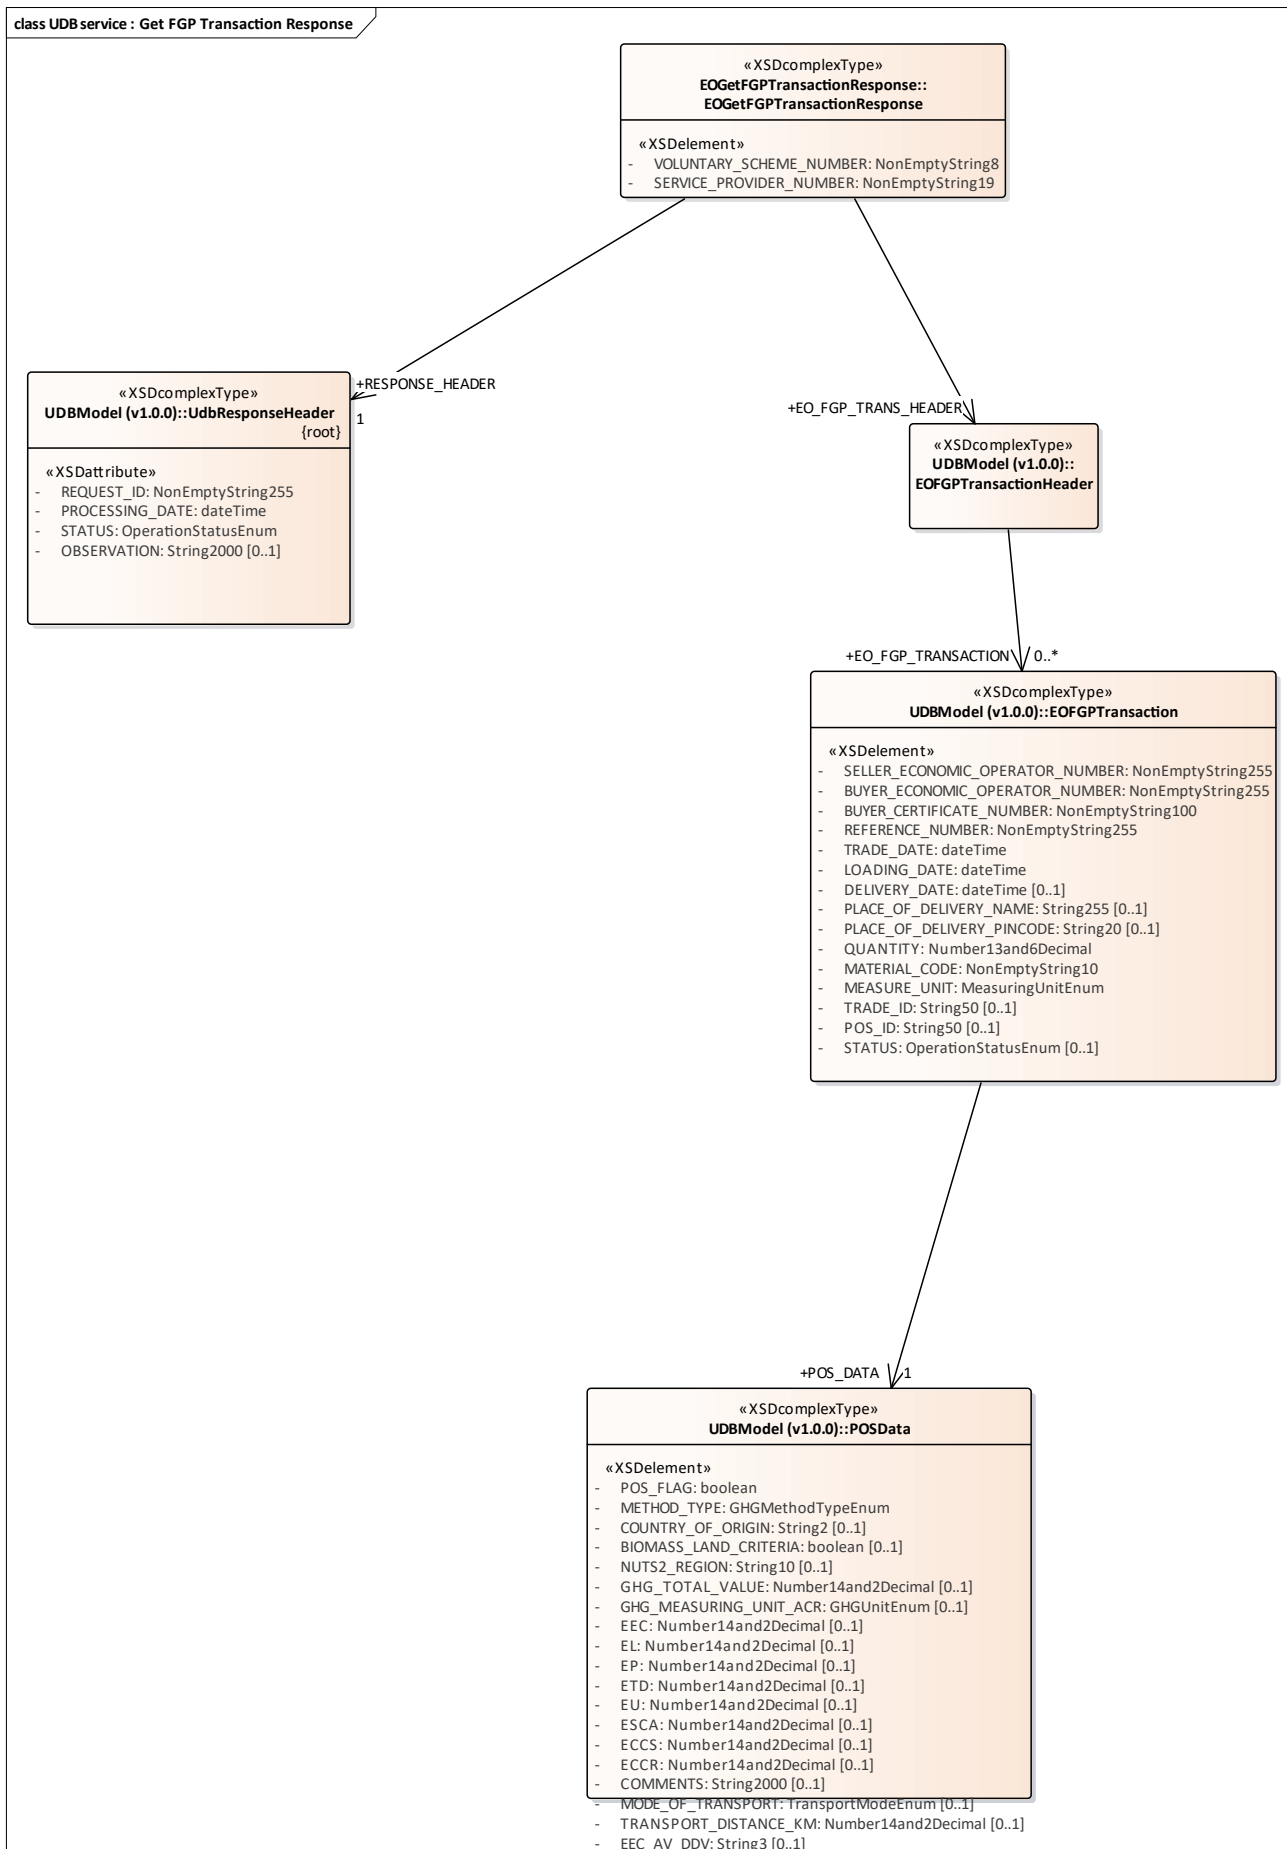 class UDB service : Get FGP Transaction Response
«XSDcomplexType»
EOGetFGPTransactionResponse::
EOGetFGPTransactionResponse
«XSDelement»
- VOLUNTARY_SCHEME_NUMBER: NonEmptyString8
- SERVICE_PROVIDER_NUMBER: NonEmptyString19
+RESPONSE_HEADER
1
«XSDcomplexType»
UDBModel (v1.0.0)::UdbResponseHeader
{root}
«XSDattribute»
- REQUEST_ID: NonEmptyString255
- PROCESSING_DATE: dateTime
- STATUS: OperationStatusEnum
- OBSERVATION: String2000 [0..1]
+EO_FGP_TRANS_HEADER
«XSDcomplexType»
UDBModel (v1.0.0)::
EOFGPTransactionHeader
+EO_FGP_TRANSACTION
0..*
«XSDcomplexType»
UDBModel (v1.0.0)::EOFGPTransaction
«XSDelement»
- SELLER_ECONOMIC_OPERATOR_NUMBER: NonEmptyString255
- BUYER_ECONOMIC_OPERATOR_NUMBER: NonEmptyString255
- BUYER_CERTIFICATE_NUMBER: NonEmptyString100
- REFERENCE_NUMBER: NonEmptyString255
- TRADE_DATE: dateTime
- LOADING_DATE: dateTime
- DELIVERY_DATE: dateTime [0..1]
- PLACE_OF_DELIVERY_NAME: String255 [0..1]
- PLACE_OF_DELIVERY_PINCODE: String20 [0..1]
- QUANTITY: Number13and6Decimal
- MATERIAL_CODE: NonEmptyString10
- MEASURE_UNIT: MeasuringUnitEnum
- TRADE_ID: String50 [0..1]
- POS_ID: String50 [0..1]
- STATUS: OperationStatusEnum [0..1]
+POS_DATA
1
«XSDcomplexType»
UDBModel (v1.0.0)::POSData
«XSDelement»
- POS_FLAG: boolean
- METHOD_TYPE: GHGMethodTypeEnum
- COUNTRY_OF_ORIGIN: String2 [0..1]
- BIOMASS_LAND_CRITERIA: boolean [0..1]
- NUTS2_REGION: String10 [0..1]
- GHG_TOTAL_VALUE: Number14and2Decimal [0..1]
- GHG_MEASURING_UNIT_ACR: GHGUnitEnum [0..1]
- EEC: Number14and2Decimal [0..1]
- EL: Number14and2Decimal [0..1]
- EP: Number14and2Decimal [0..1]
- ETD: Number14and2Decimal [0..1]
- EU: Number14and2Decimal [0..1]
- ESCA: Number14and2Decimal [0..1]
- ECCS: Number14and2Decimal [0..1]
- ECCR: Number14and2Decimal [0..1]
- COMMENTS: String2000 [0..1]
- MODE_OF_TRANSPORT: TransportModeEnum [0..1]
- TRANSPORT_DISTANCE_KM: Number14and2Decimal [0..1]
- EEC_AV_DDV: String3 [0..1]